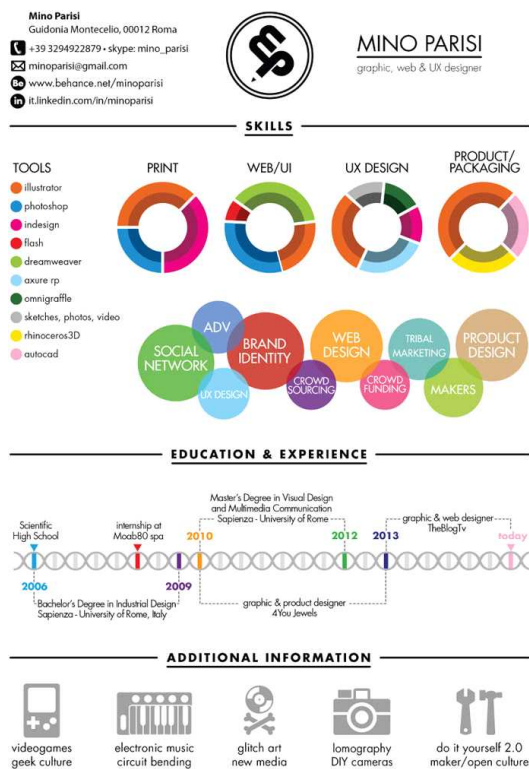 Mino Parisi
Guidonia Montecelio, 00012 Roma
+39 3294922879 • skype: mino_parisi
minoparisi@gmail.com
Be www.behance.net/minoparisi
in it.linkedin.com/in/minoparisi
mp
MINO PARISI
graphic, web & UX designer
SKILLS
TOOLS
illustrator
photoshop
indesign
flash
dreamweaver
axure rp
omnigraffle
sketches, photos, video
rhinoceros3D
autocad
PRINT
WEB/UI
UX DESIGN
PRODUCT/
PACKAGING
SOCIAL
NETWORK
ADV
UX DESIGN
BRAND
IDENTITY
CROWD
SOURCING
WEB
DESIGN
CROWD
FUNDING
TRIBAL
MARKETING
MAKERS
PRODUCT
DESIGN
EDUCATION & EXPERIENCE
Scientific
High School
2006
Bachelor's Degree in Industrial Design
Sapienza - University of Rome, Italy
internship at
Moab80 spa
2009
2010
Master's Degree in Visual Design
and Multimedia Communication
Sapienza - University of Rome
2012
graphic & product designer
4You Jewels
2013
graphic & web designer
TheBlogTv
today
ADDITIONAL INFORMATION
videogames
geek culture
electronic music
circuit bending
glitch art
new media
lomography
DIY cameras
do it yourself 2.0
maker/open culture